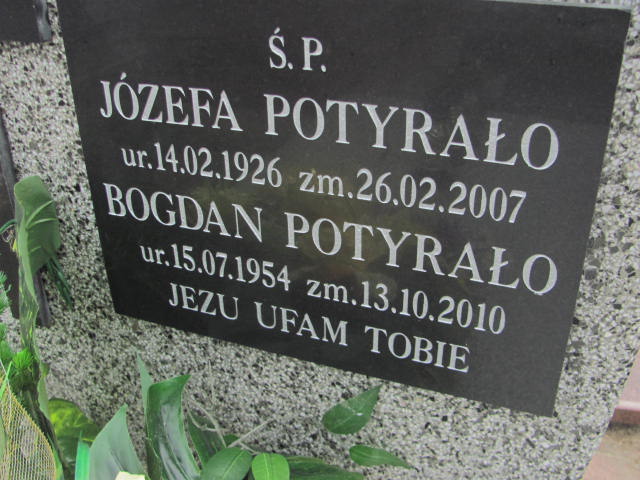 Ś.P.
JÓZEFA POTYRAŁO
ur.14.02.1926 zm.26.02.2007
BOGDAN POTYRAŁO
ur.15.07.1954 zm.13.10.2010
JEZU UFAM TOBIE